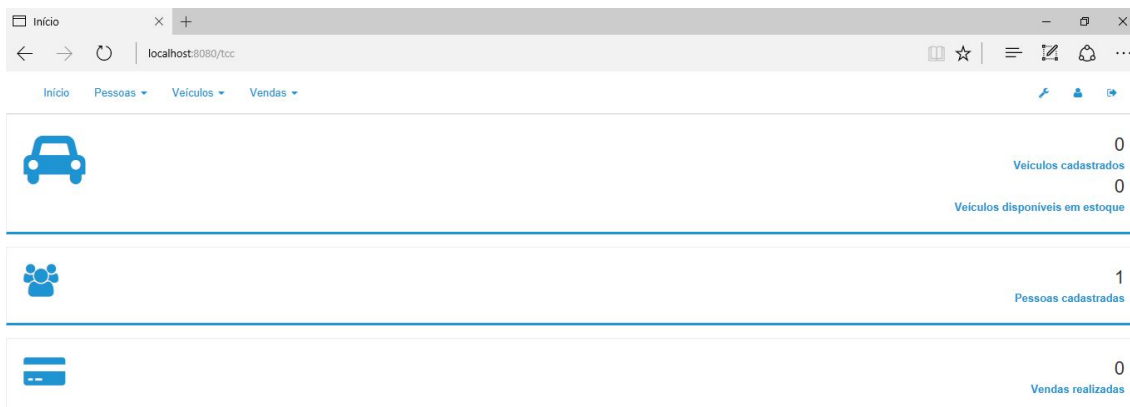 Início
localhost:8080/tcc
Início Pessoas Veículos Vendas
0
Veículos cadastrados
0
Veículos disponíveis em estoque
1
Pessoas cadastradas
0
Vendas realizadas